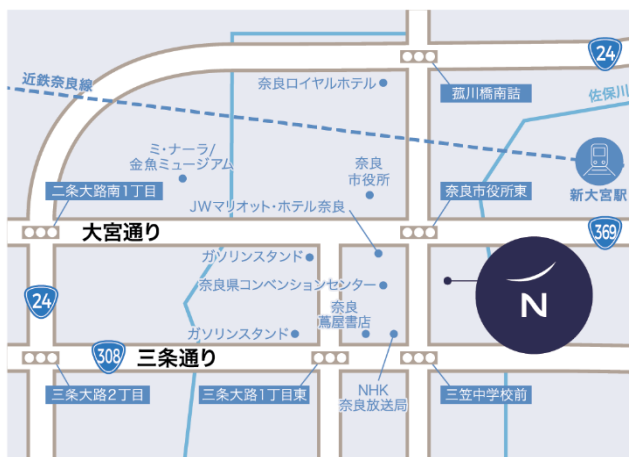 24
近鉄奈良線
奈良ロイヤルホテル
菰川橋南詰
佐保川
ミ・ナーラ/
金魚ミュージアム
奈良
市役所
新大宮駅
二条大路南1丁目
JWマリオット・ホテル奈良
奈良市役所東
大宮通り
369
ガソリンスタンド
奈良県コンベンションセンター
N
24
奈良
蔦屋書店
ガソリンスタンド
308
三条通り
三条大路2丁目
三条大路1丁目東
NHK
奈良放送局
三笠中学校前